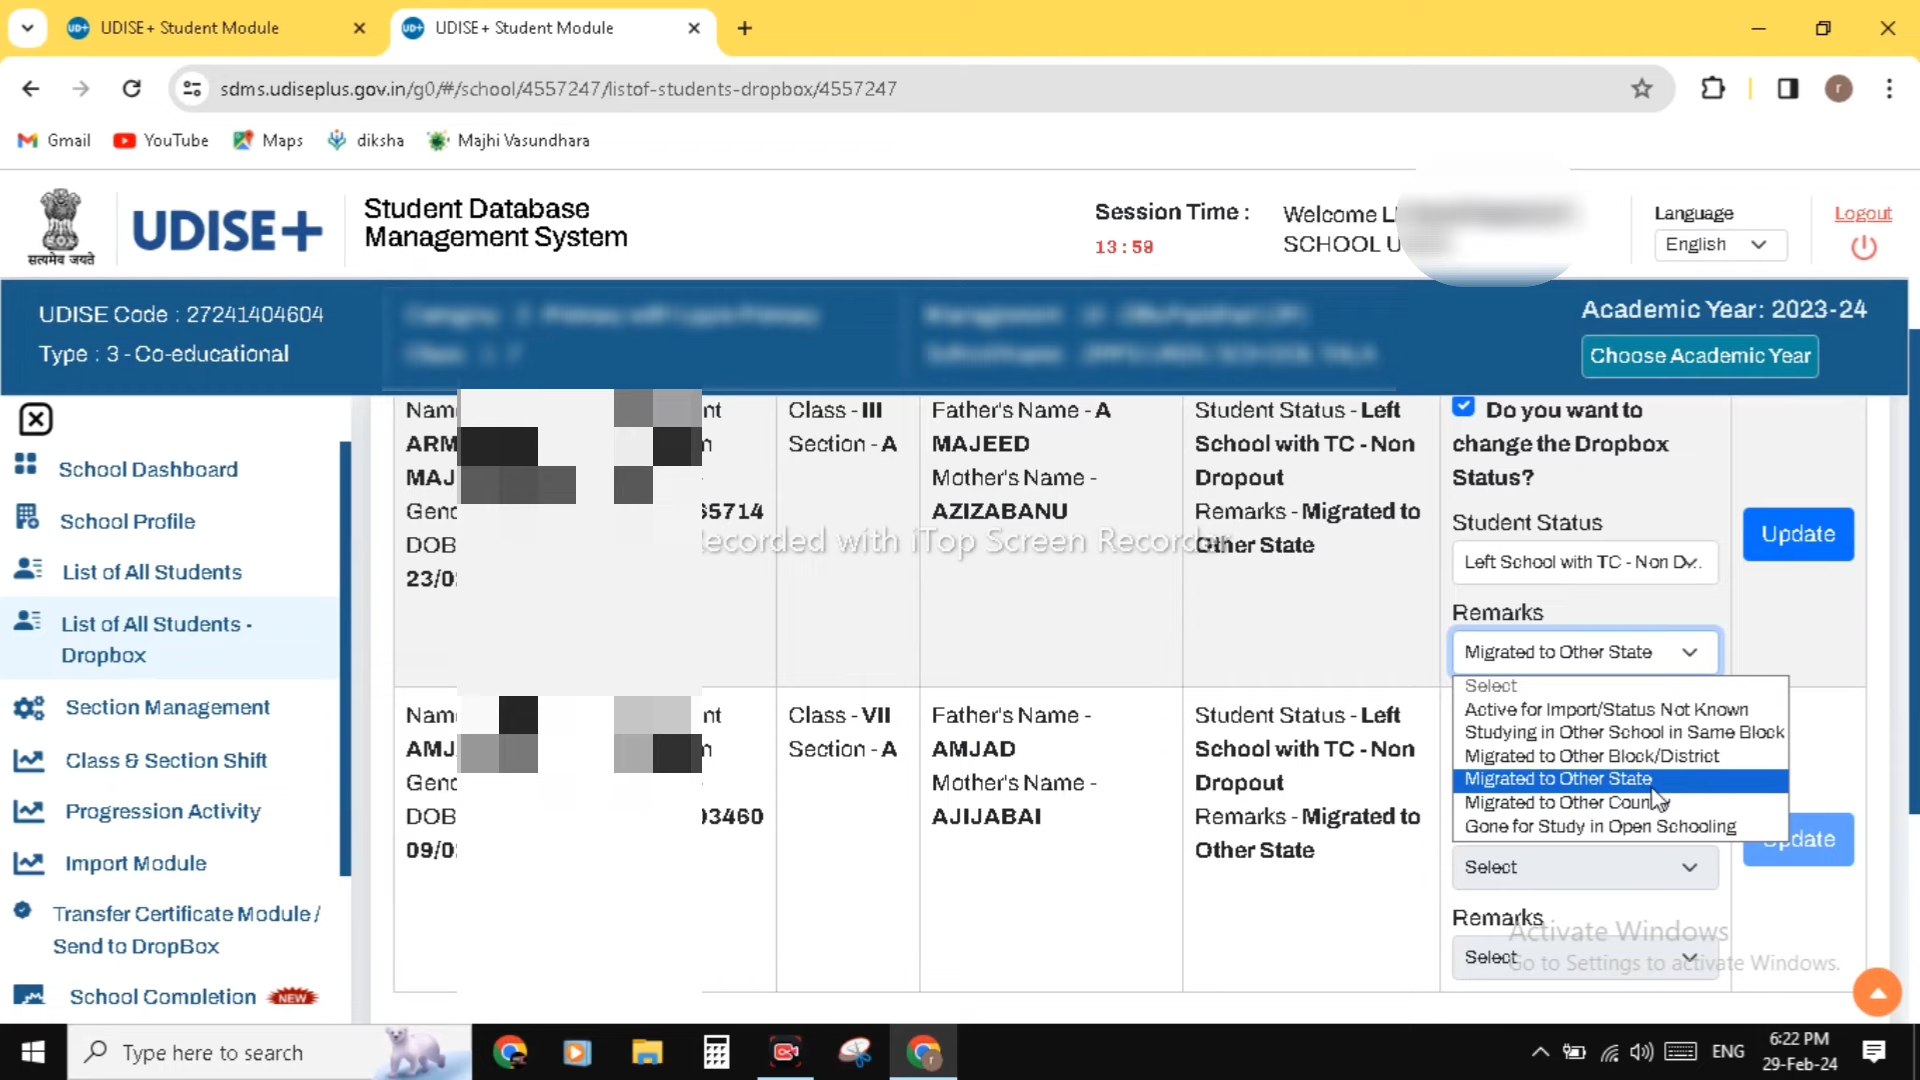 UDISE+ Student Module
UDISE+ Student Module
sdms.udiseplus.gov.in/g0/#/school/4557247/listof-students-dropbox/4557247
Gmail
YouTube
Maps
diksha
Majhi Vasundhara
सत्यमेव जयते
UDISE+
Student Database
Management System
Session Time :
13 : 59
Welcome
SCHOOL
Language
English
Logout
UDISE Code : 27241404604
Type : 3 - Co-educational
Academic Year: 2023-24
Choose Academic Year
School Dashboard
School Profile
List of All Students
List of All Students -
Dropbox
Section Management
Class & Section Shift
Progression Activity
Import Module
Transfer Certificate Module /
Send to DropBox
School Completion NEW
Class - III
Section - A
Father's Name - A
MAJEED
Mother's Name -
AZIZABANU
Student Status - Left
School with TC - Non
Dropout
Remarks - Migrated to
Other State
Do you want to
change the Dropbox
Status?
Student Status
Left School with TC - Non D...
Remarks
Migrated to Other State
Update
Select
Active for Import/Status Not Known
Studying in Other School in Same Block
Migrated to Other Block/District
Migrated to Other State
Migrated to Other Country
Gone for Study in Open Schooling
65714
DOB
Recorded with iTop Screen Recorder
Class - VII
Section - A
Father's Name -
AMJAD
Mother's Name -
AJIJABAI
Student Status - Left
School with TC - Non
Dropout
Remarks - Migrated to
Other State
03460
DOB
Update
Select
Remarks
Select
Activate Windows
Go to Settings to activate Windows.
Type here to search
ENG
6:22 PM
29-Feb-24